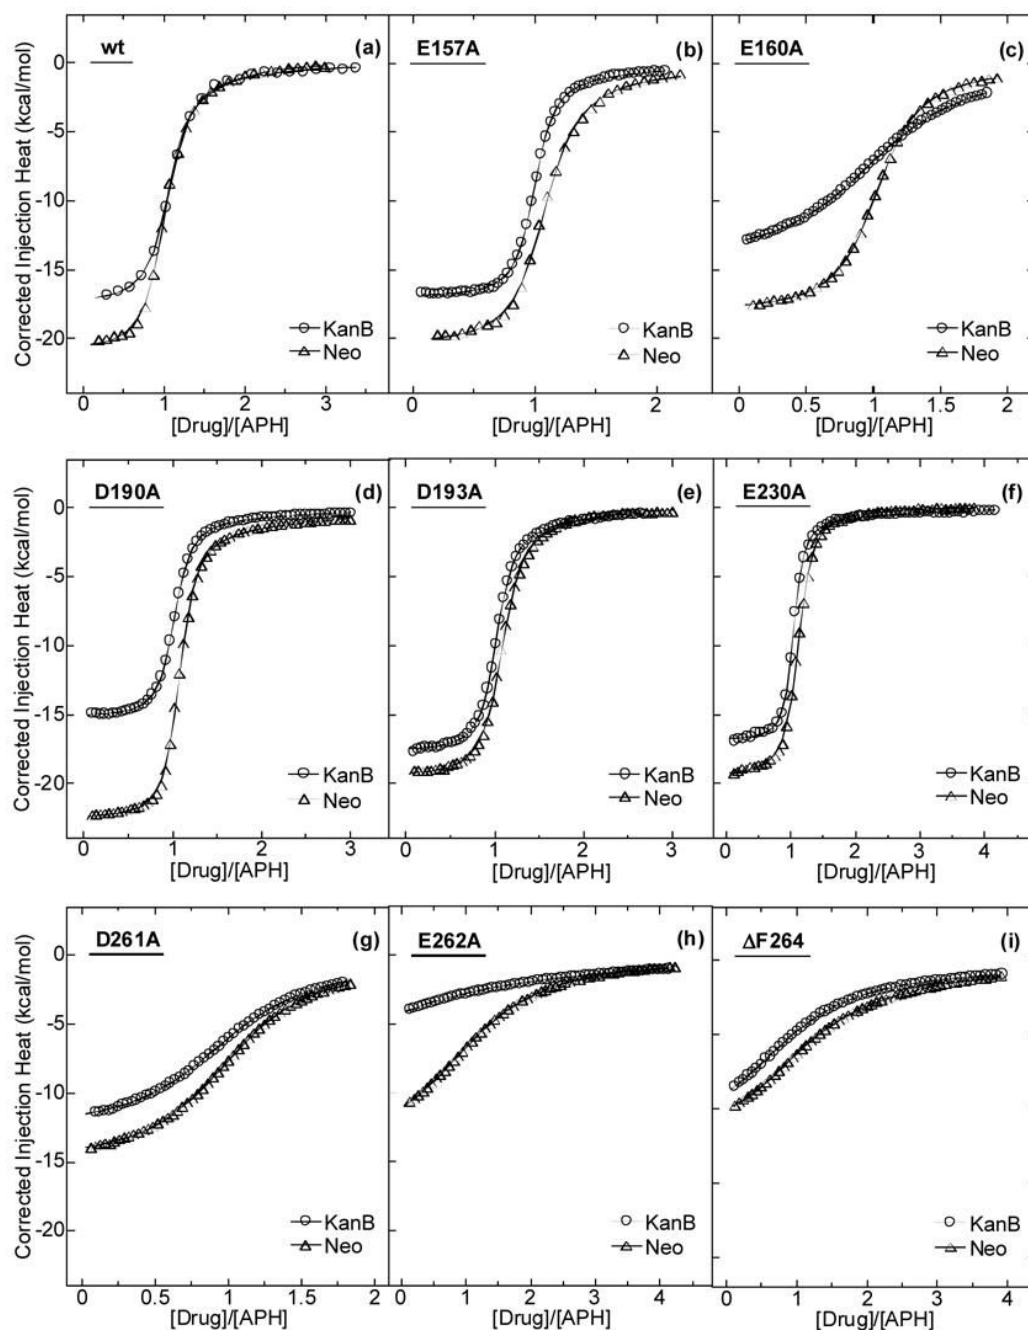 wt (a) E157A (b) E160A (c)
0
-5
-10
-15
-20
Corrected Injection Heat (kcal/mol)
KanB KanB KanB
Neo Neo Neo
0 1 2 3 0 1 2 0 0.5 1 1.5 2
[Drug]/[APH] [Drug]/[APH] [Drug]/[APH]
D190A (d) D193A (e) E230A (f)
0
-5
-10
-15
-20
Corrected Injection Heat (kcal/mol)
KanB KanB KanB
Neo Neo Neo
0 1 2 3 0 1 2 3 0 1 2 3 4
[Drug]/[APH] [Drug]/[APH] [Drug]/[APH]
D261A (g) E262A (h) ΔF264 (i)
0
-5
-10
-15
-20
Corrected Injection Heat (kcal/mol)
KanB KanB KanB
Neo Neo Neo
0 0.5 1 1.5 2 0 1 2 3 4 0 1 2 3 4
[Drug]/[APH] [Drug]/[APH] [Drug]/[APH]